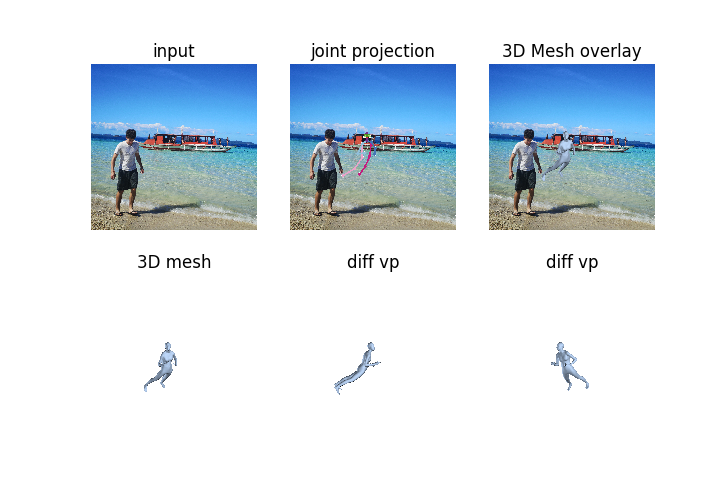 input
joint projection
3D Mesh overlay
3D mesh
diff vp
diff vp